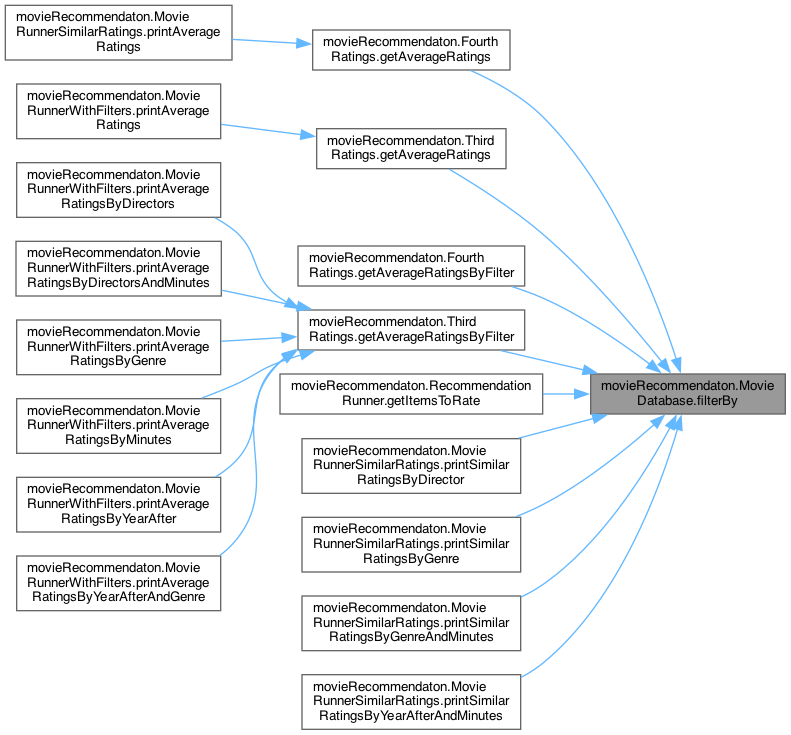 movieRecommendaton.Movie
RunnerSimilarRatings.printAverage
Ratings
movieRecommendaton.Fourth
Ratings.getAverageRatings
movieRecommendaton.Movie
RunnerWithFilters.printAverage
Ratings
movieRecommendaton.Third
Ratings.getAverageRatings
movieRecommendaton.Movie
RunnerWithFilters.printAverage
RatingsByDirectors
movieRecommendaton.Movie
RunnerWithFilters.printAverage
RatingsByDirectorsAndMinutes
movieRecommendaton.Fourth
Ratings.getAverageRatingsByFilter
movieRecommendaton.Third
Ratings.getAverageRatingsByFilter
movieRecommendaton.Movie
RunnerWithFilters.printAverage
RatingsByGenre
movieRecommendaton.Recommendation
Runner.getItemsToRate
movieRecommendaton.Movie
Database.filterBy
movieRecommendaton.Movie
RunnerWithFilters.printAverage
RatingsByMinutes
movieRecommendaton.Movie
RunnerSimilarRatings.printSimilar
RatingsByDirector
movieRecommendaton.Movie
RunnerWithFilters.printAverage
RatingsByYearAfter
movieRecommendaton.Movie
RunnerSimilarRatings.printSimilar
RatingsByGenre
movieRecommendaton.Movie
RunnerWithFilters.printAverage
RatingsByYearAfterAndGenre
movieRecommendaton.Movie
RunnerSimilarRatings.printSimilar
RatingsByGenreAndMinutes
movieRecommendaton.Movie
RunnerSimilarRatings.printSimilar
RatingsByYearAfterAndMinutes